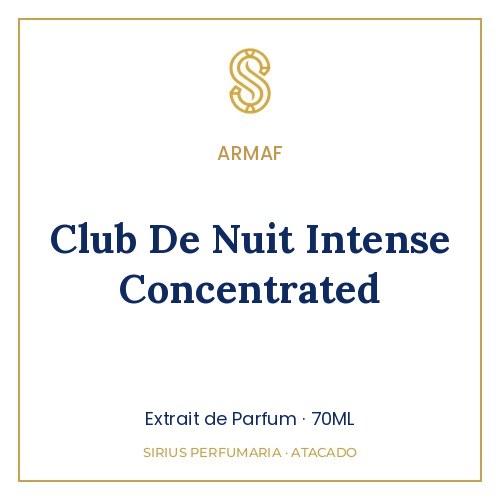 ARMAF
Club De Nuit Intense
Concentrated
Extrait de Parfum · 70ML
SIRIUS PERFUMARIA · ATACADO